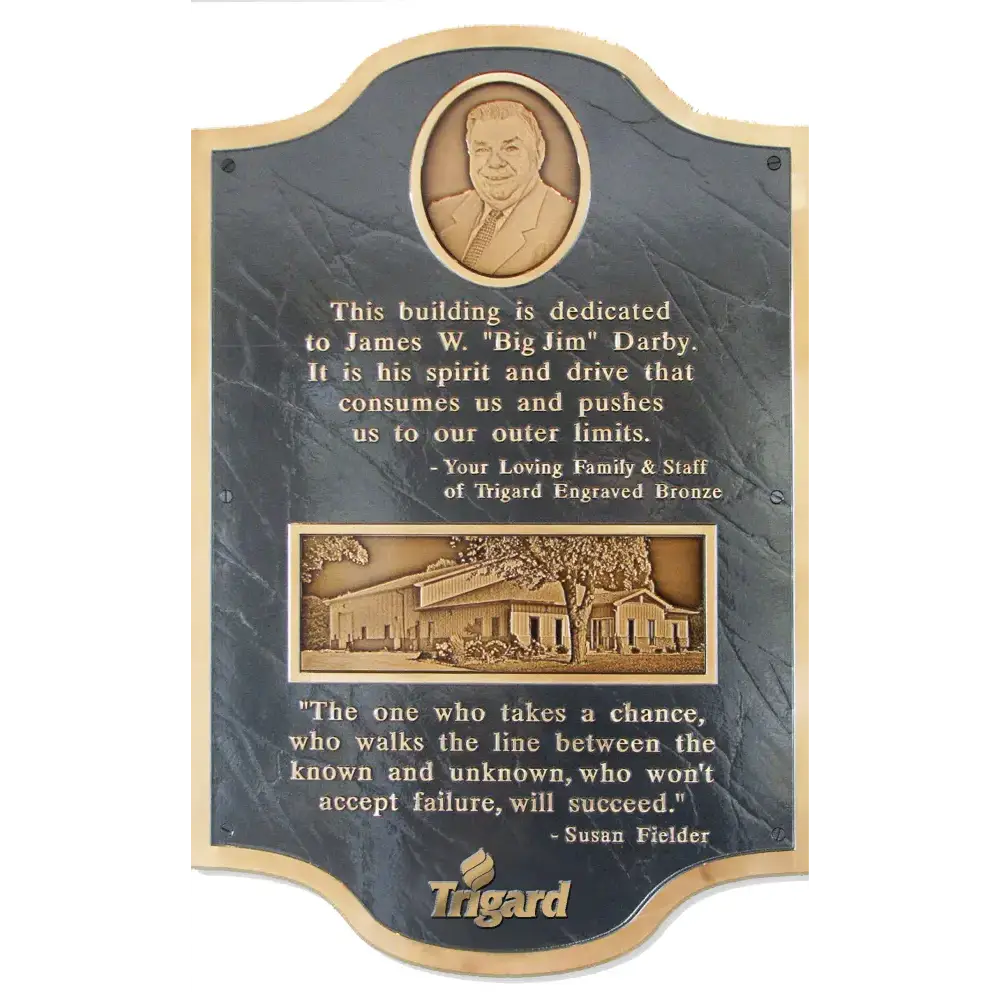 This building is dedicated
to James W. "Big Jim" Darby.
It is his spirit and drive that
consumes us and pushes
us to our outer limits.
- Your Loving Family & Staff
of Trigard Engraved Bronze
"The one who takes a chance,
who walks the line between the
known and unknown, who won't
accept failure, will succeed."
- Susan Fielder
Trigard